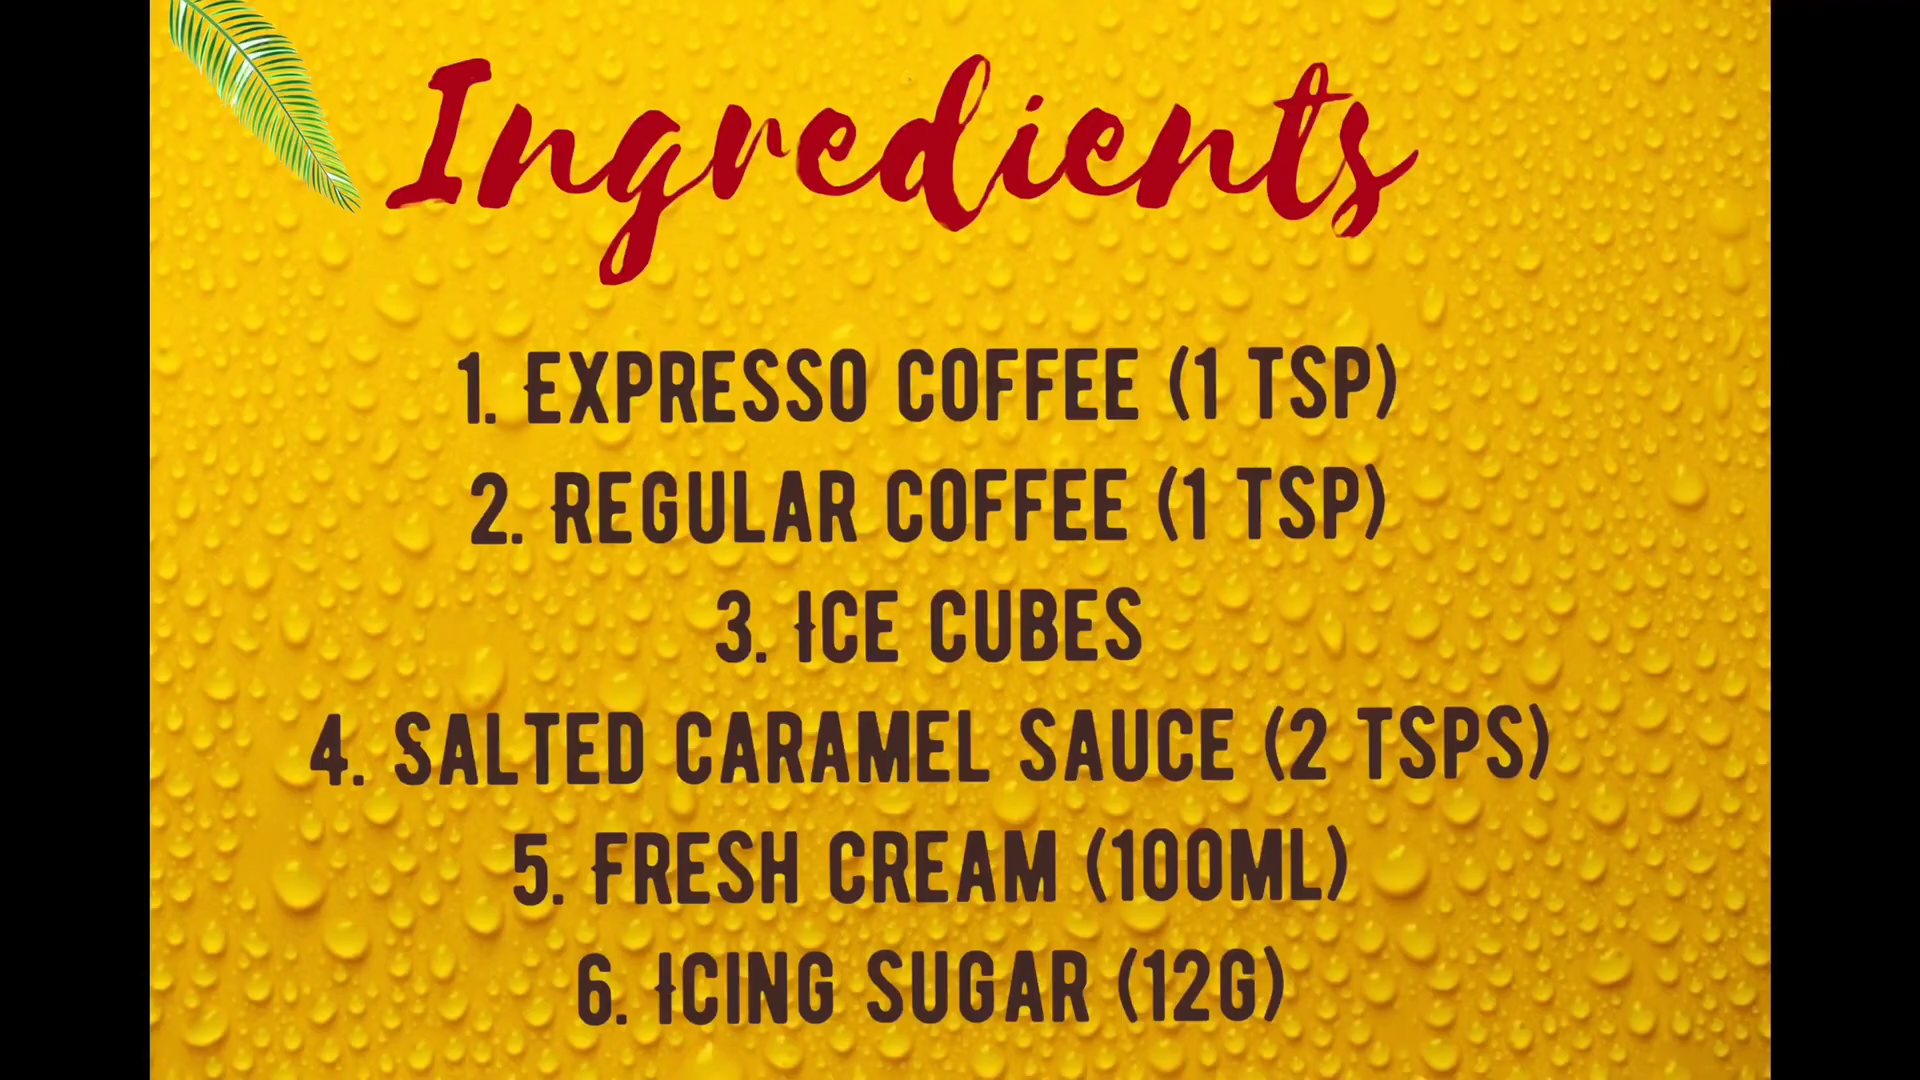 Ingredients
1. EXPRESSO COFFEE (1 TSP)
2. REGULAR COFFEE (1 TSP)
3. ICE CUBES
4. SALTED CARAMEL SAUCE (2 TSPS)
5. FRESH CREAM (100ML)
6. ICING SUGAR (12G)